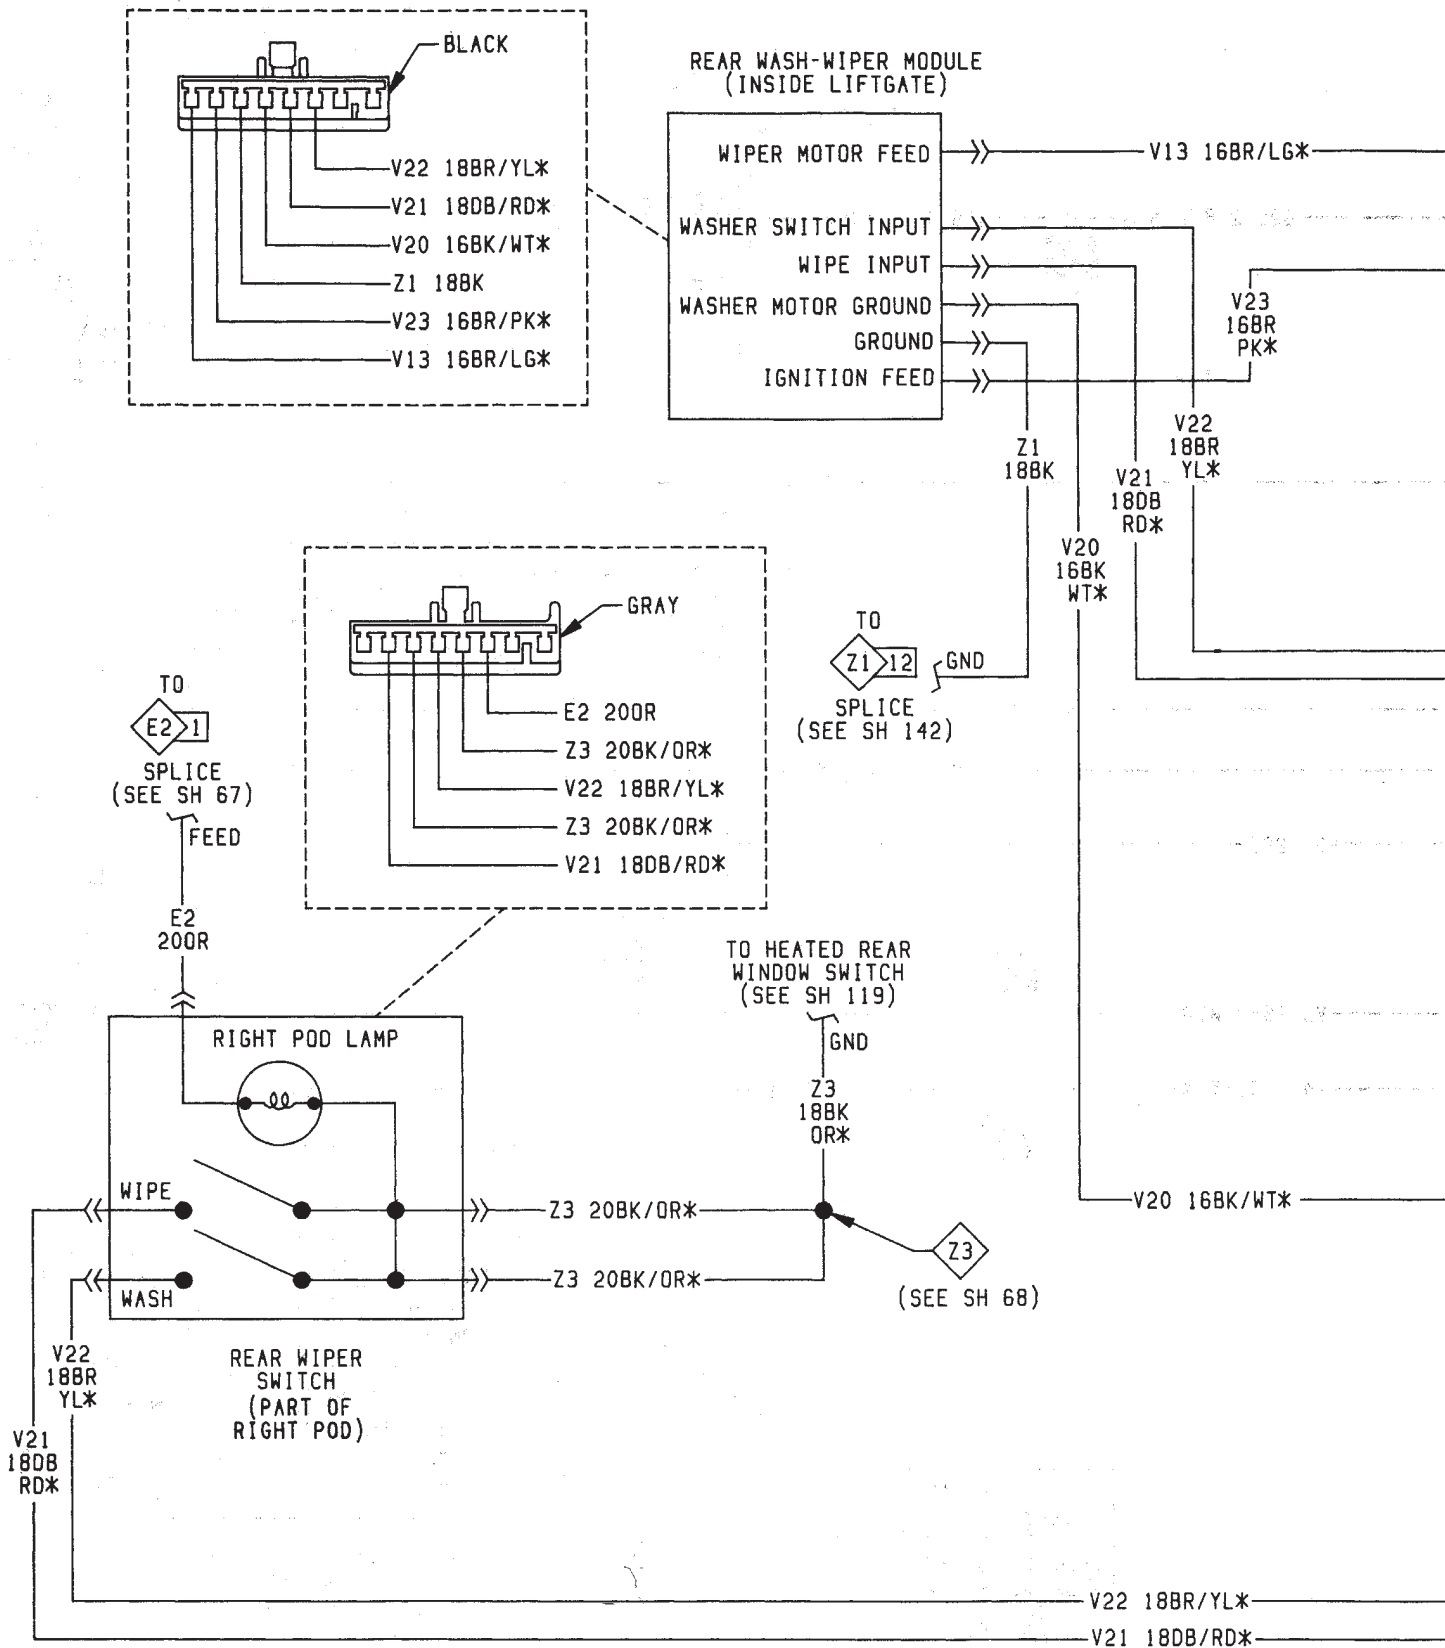 BLACK
V22 18BR/YL*
V21 18DB/RD*
V20 16BK/WT*
Z1 18BK
V23 16BR/PK*
V13 16BR/LG*
REAR WASH-WIPER MODULE
(INSIDE LIFTGATE)
WIPER MOTOR FEED
WASHER SWITCH INPUT
WIPE INPUT
WASHER MOTOR GROUND
GROUND
IGNITION FEED
V13 16BR/LG*
V23
16BR
PK*
V22
18BR
YL*
Z1
18BK
V21
18DB
RD*
V20
16BK
WT*
GRAY
E2 20OR
Z3 20BK/OR*
V22 18BR/YL*
Z3 20BK/OR*
V21 18DB/RD*
TO
Z1 12
GND
SPLICE
(SEE SH 142)
TO
E2 1
SPLICE
(SEE SH 67)
FEED
E2
20OR
TO HEATED REAR
WINDOW SWITCH
(SEE SH 119)
GND
Z3
18BK
OR*
RIGHT POD LAMP
WIPE
WASH
Z3 20BK/OR*
Z3 20BK/OR*
V20 16BK/WT*
Z3
(SEE SH 68)
REAR WIPER
SWITCH
(PART OF
RIGHT POD)
V22
18BR
YL*
V21
18DB
RD*
V22 18BR/YL*
V21 18DB/RD*